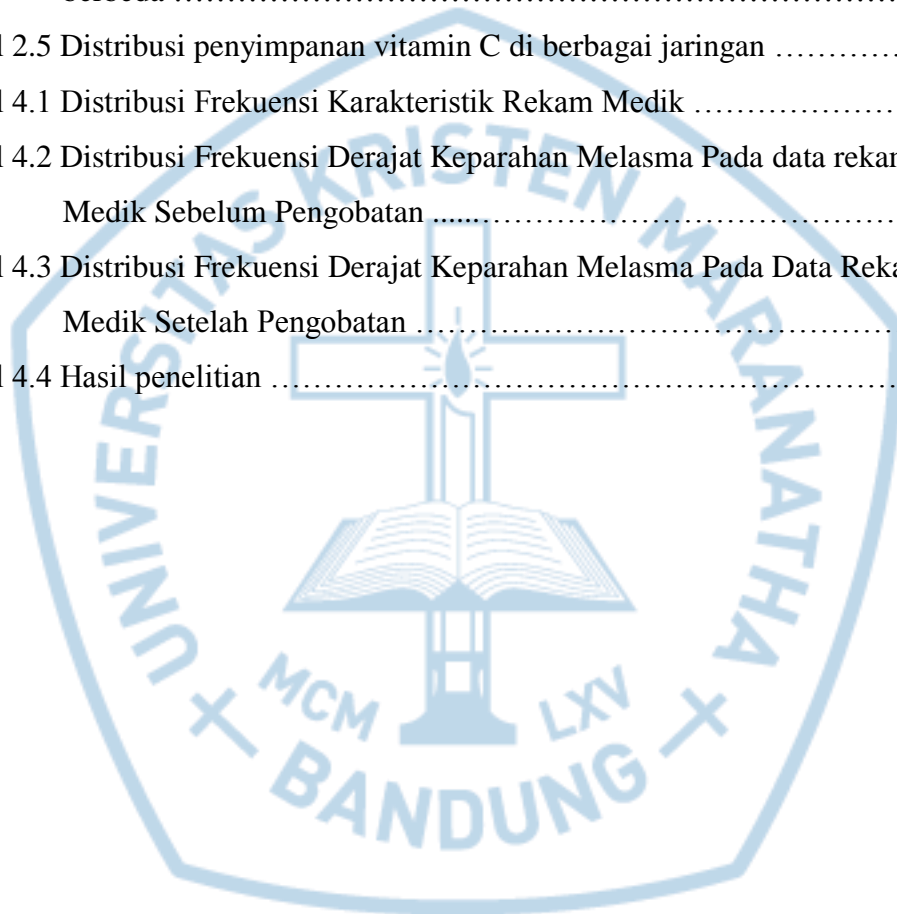 berbeda ……………………………………………………………………
l 2.5 Distribusi penyimpanan vitamin C di berbagai jaringan …………
l 4.1 Distribusi Frekuensi Karakteristik Rekam Medik …………………
l 4.2 Distribusi Frekuensi Derajat Keparahan Melasma Pada data rekam
Medik Sebelum Pengobatan ......………………………………………
l 4.3 Distribusi Frekuensi Derajat Keparahan Melasma Pada Data Reka
Medik Setelah Pengobatan ……………………………………………
l 4.4 Hasil penelitian ……………………………………………………………
UNIVERSITAS KRISTEN MARANATHA
MCM LXV
BANDUNG